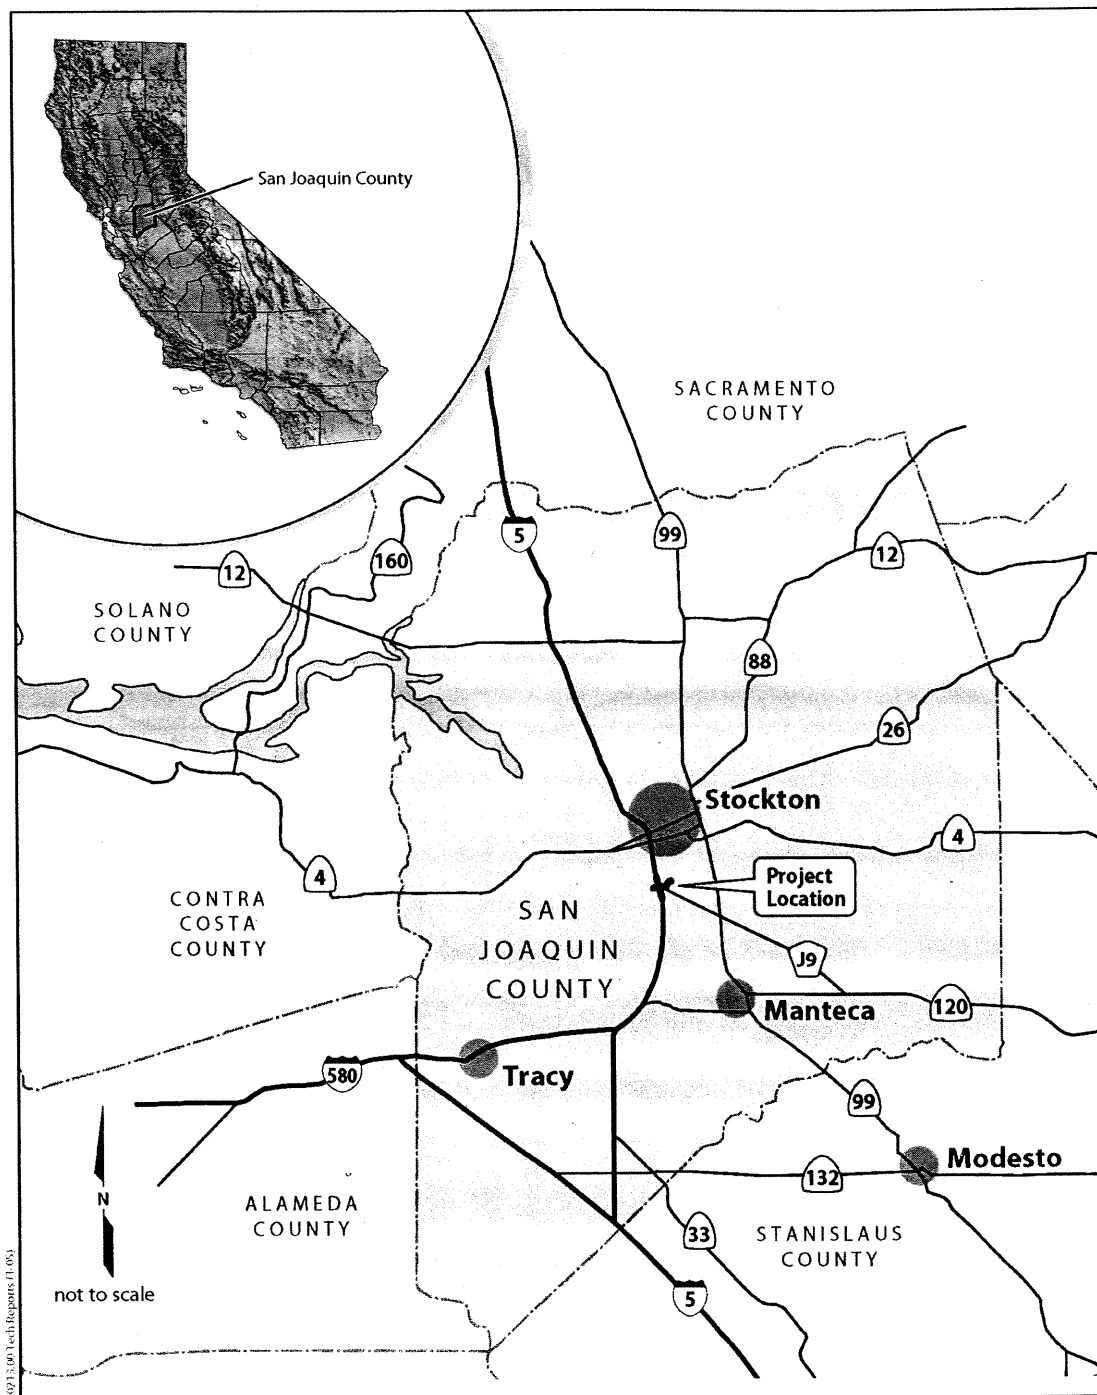 San Joaquin County
SACRAMENTO
COUNTY
5
99
12
160
12
SOLANO
COUNTY
88
26
Stockton
4
4
Project
Location
CONTRA
COSTA
COUNTY
SAN
JOAQUIN
COUNTY
J9
Manteca
120
580
Tracy
99
N
Modesto
132
ALAMEDA
COUNTY
33
STANISLAUS
COUNTY
5
not to scale